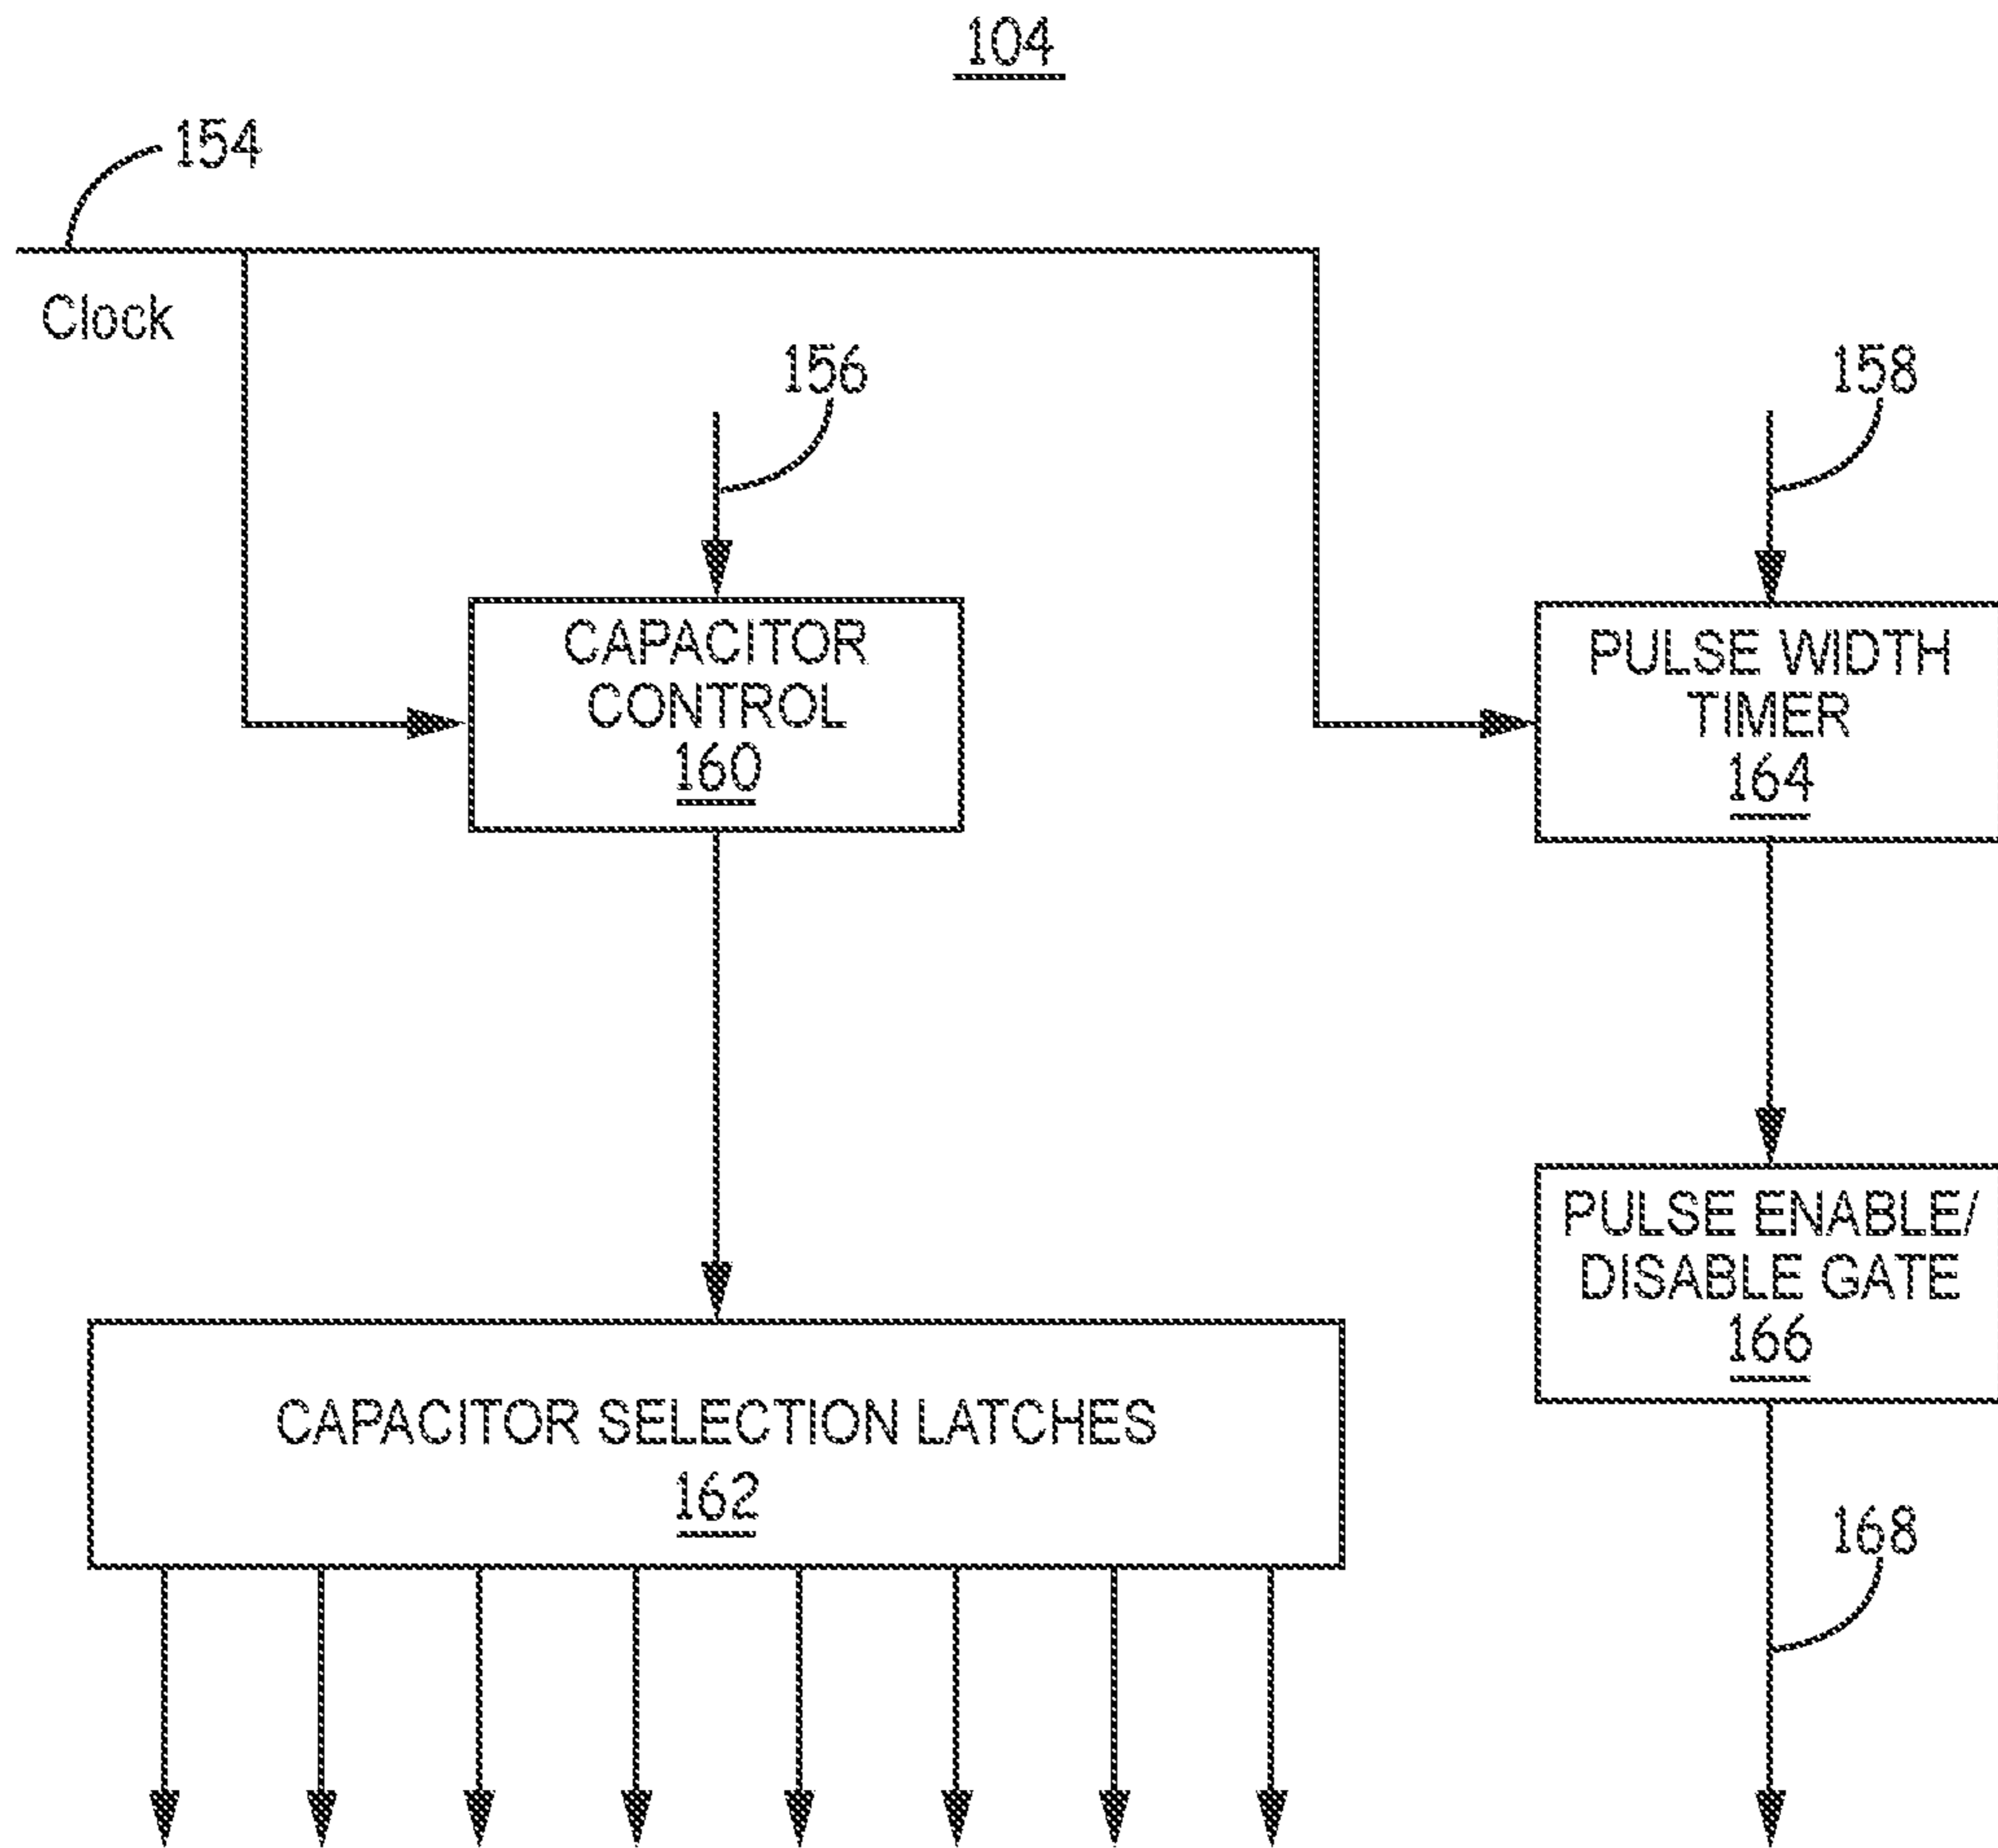 104
154
Clock
156
158
CAPACITOR
CONTROL
160
PULSE WIDTH
TIMER
164
PULSE ENABLE/
DISABLE GATE
166
CAPACITOR SELECTION LATCHES
162
168